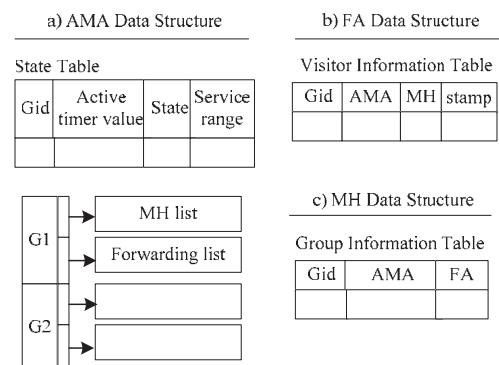 a) AMA Data Structure
State Table
Gid Active timer value State Service range
G1 MH list
Forwarding list
G2
b) FA Data Structure
Visitor Information Table
Gid AMA MH stamp
c) MH Data Structure
Group Information Table
Gid AMA FA